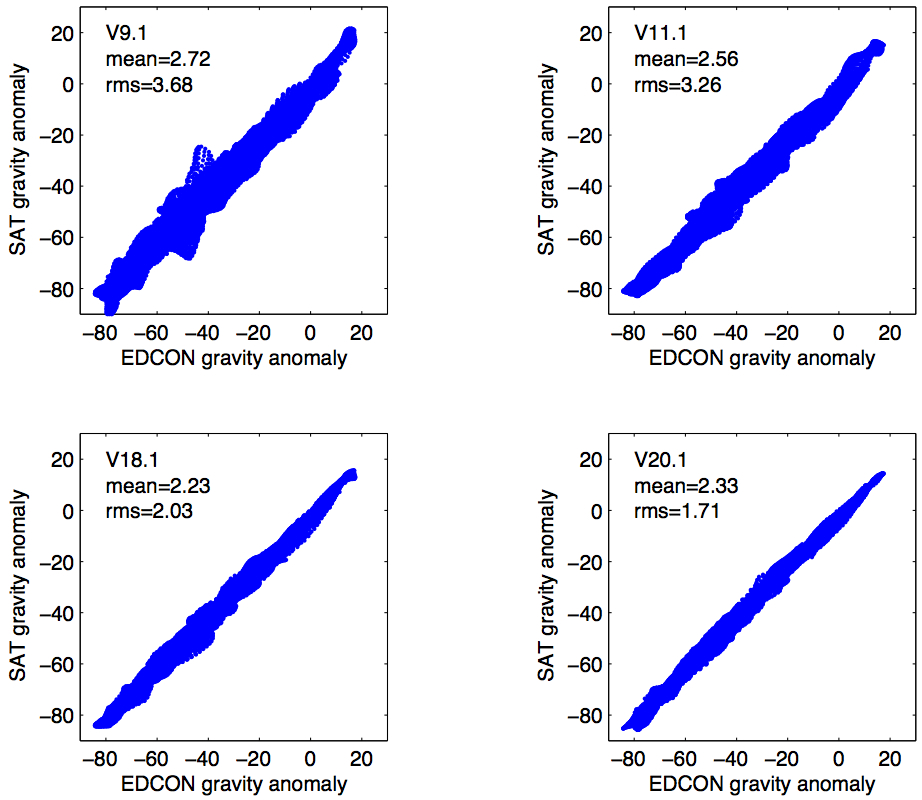 V9.1
mean=2.72
rms=3.68
20
0
−20
−40
−60
−80
SAT gravity anomaly
−80 −60 −40 −20 0 20
EDCON gravity anomaly
V11.1
mean=2.56
rms=3.26
20
0
−20
−40
−60
−80
SAT gravity anomaly
−80 −60 −40 −20 0 20
EDCON gravity anomaly
V18.1
mean=2.23
rms=2.03
20
0
−20
−40
−60
−80
SAT gravity anomaly
−80 −60 −40 −20 0 20
EDCON gravity anomaly
V20.1
mean=2.33
rms=1.71
20
0
−20
−40
−60
−80
SAT gravity anomaly
−80 −60 −40 −20 0 20
EDCON gravity anomaly